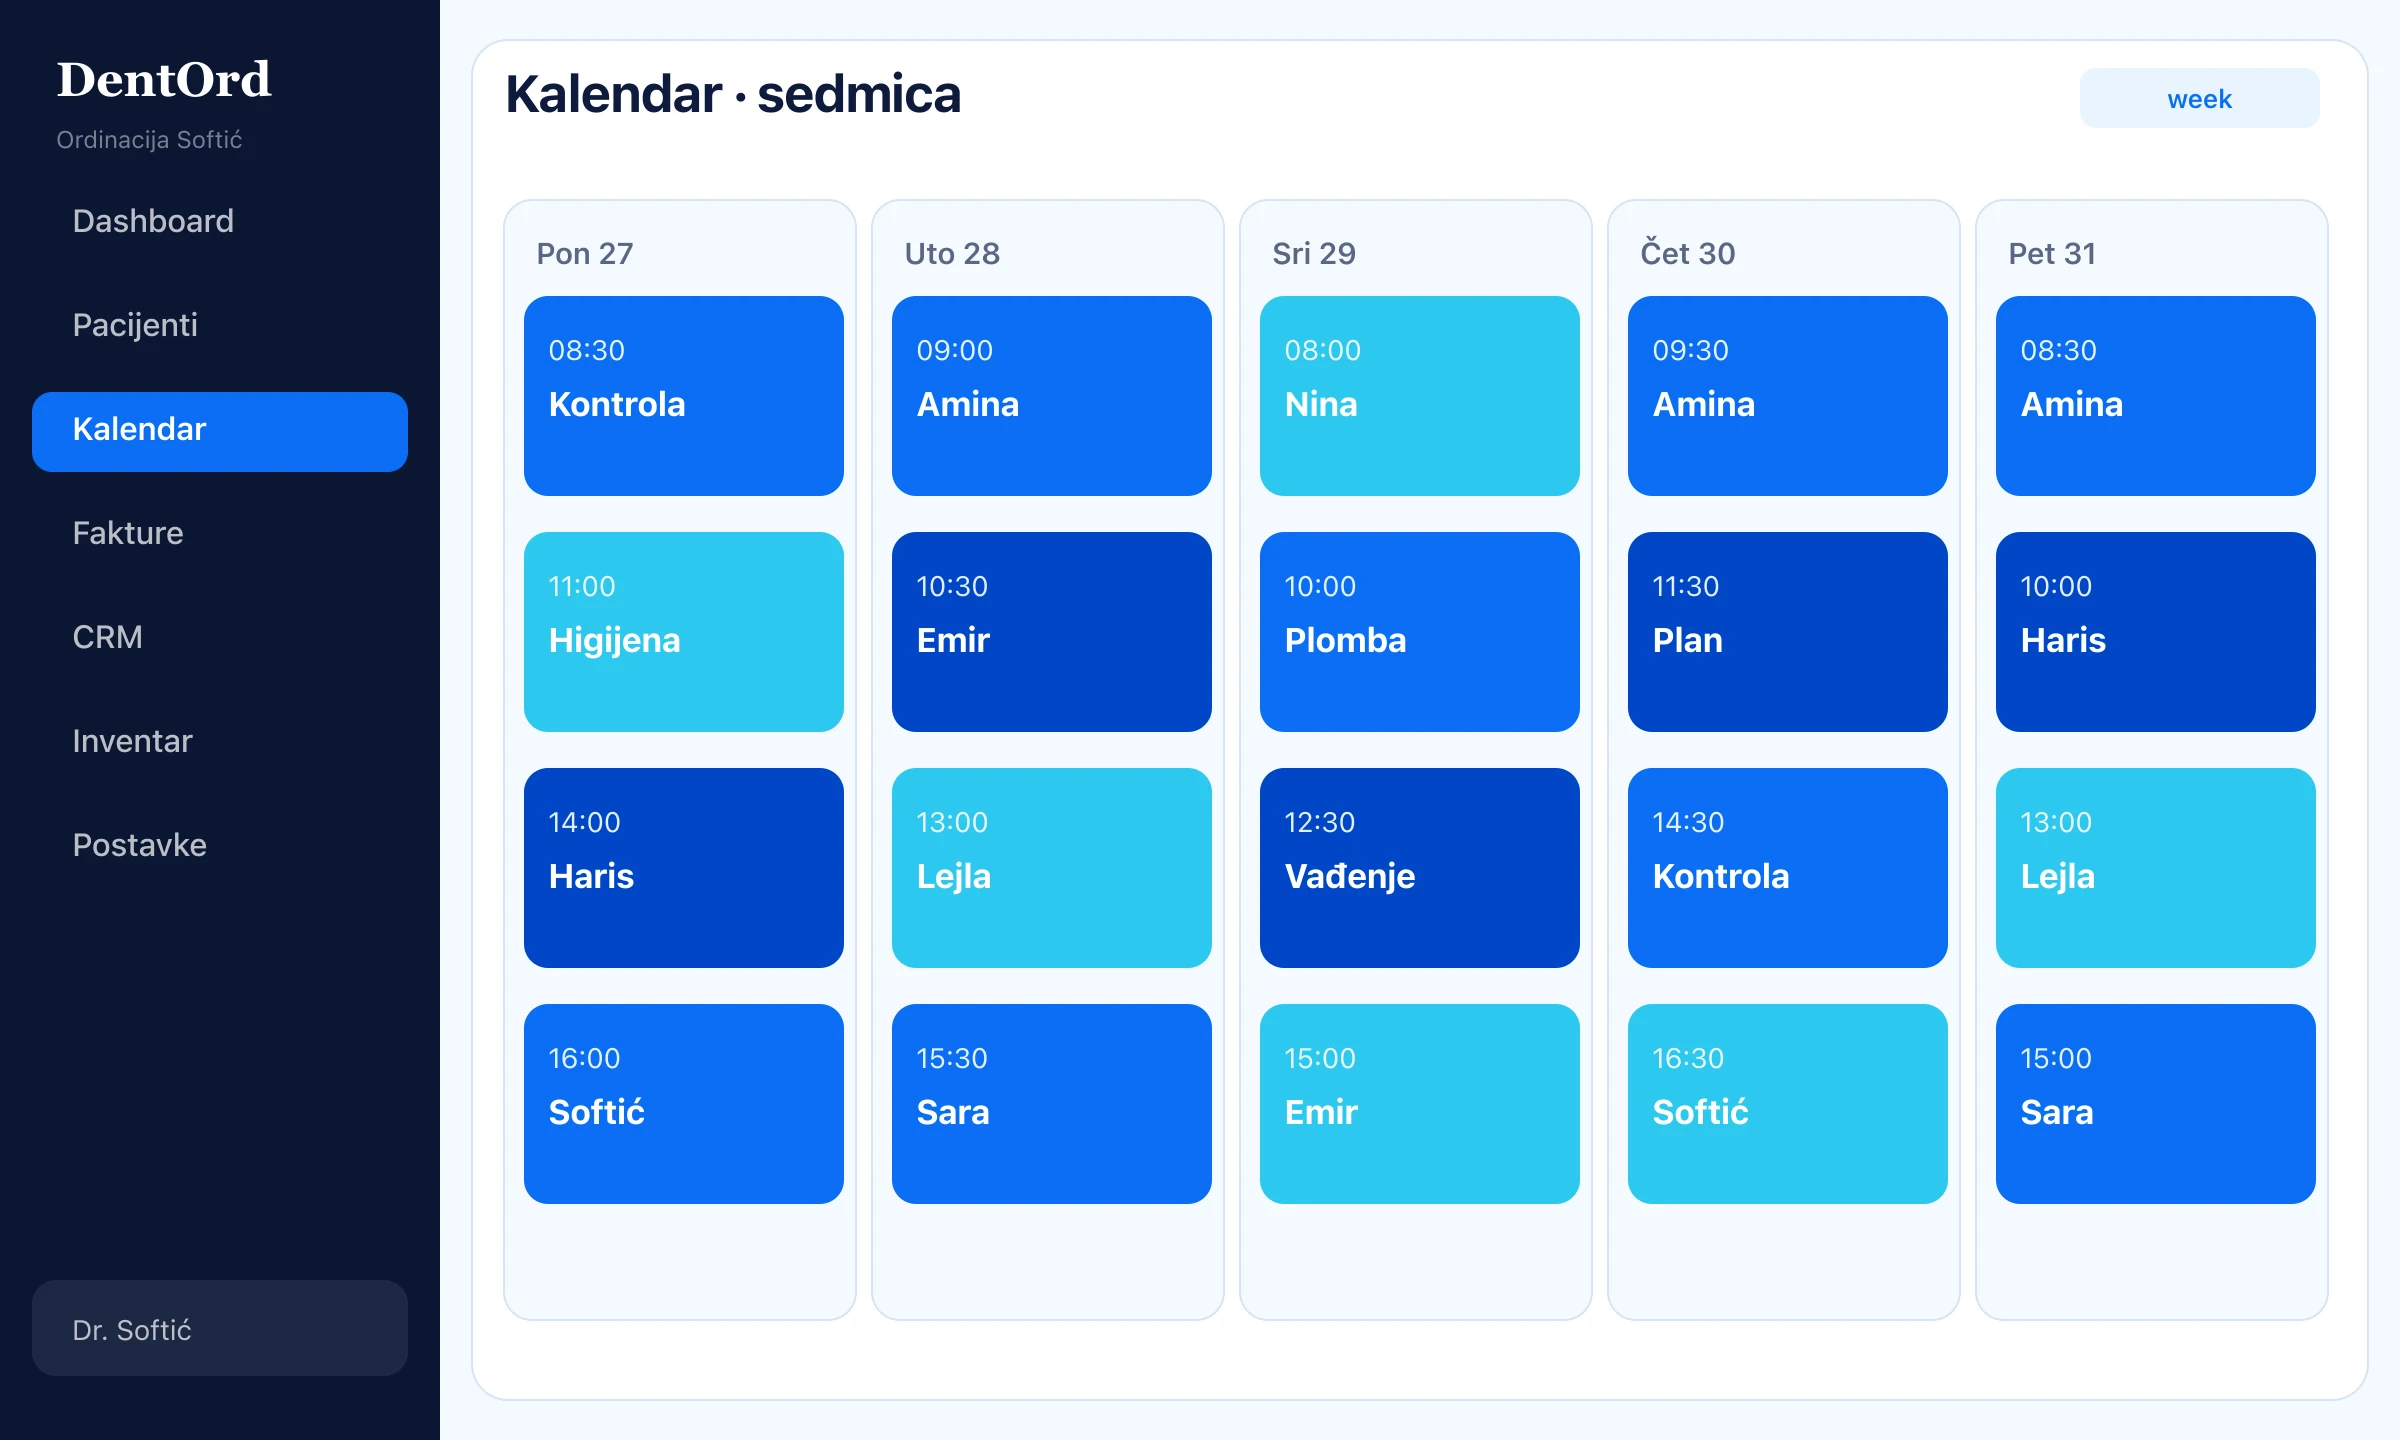 DentOrd
Ordinacija Softić
Dashboard
Pacijenti
Kalendar
Fakture
CRM
Inventar
Postavke
Dr. Softić
Kalendar · sedmica
week
Pon 27
08:30
Kontrola
11:00
Higijena
14:00
Haris
16:00
Softić
Uto 28
09:00
Amina
10:30
Emir
13:00
Lejla
15:30
Sara
Sri 29
08:00
Nina
10:00
Plomba
12:30
Vađenje
15:00
Emir
Čet 30
09:30
Amina
11:30
Plan
14:30
Kontrola
16:30
Softić
Pet 31
08:30
Amina
10:00
Haris
13:00
Lejla
15:00
Sara